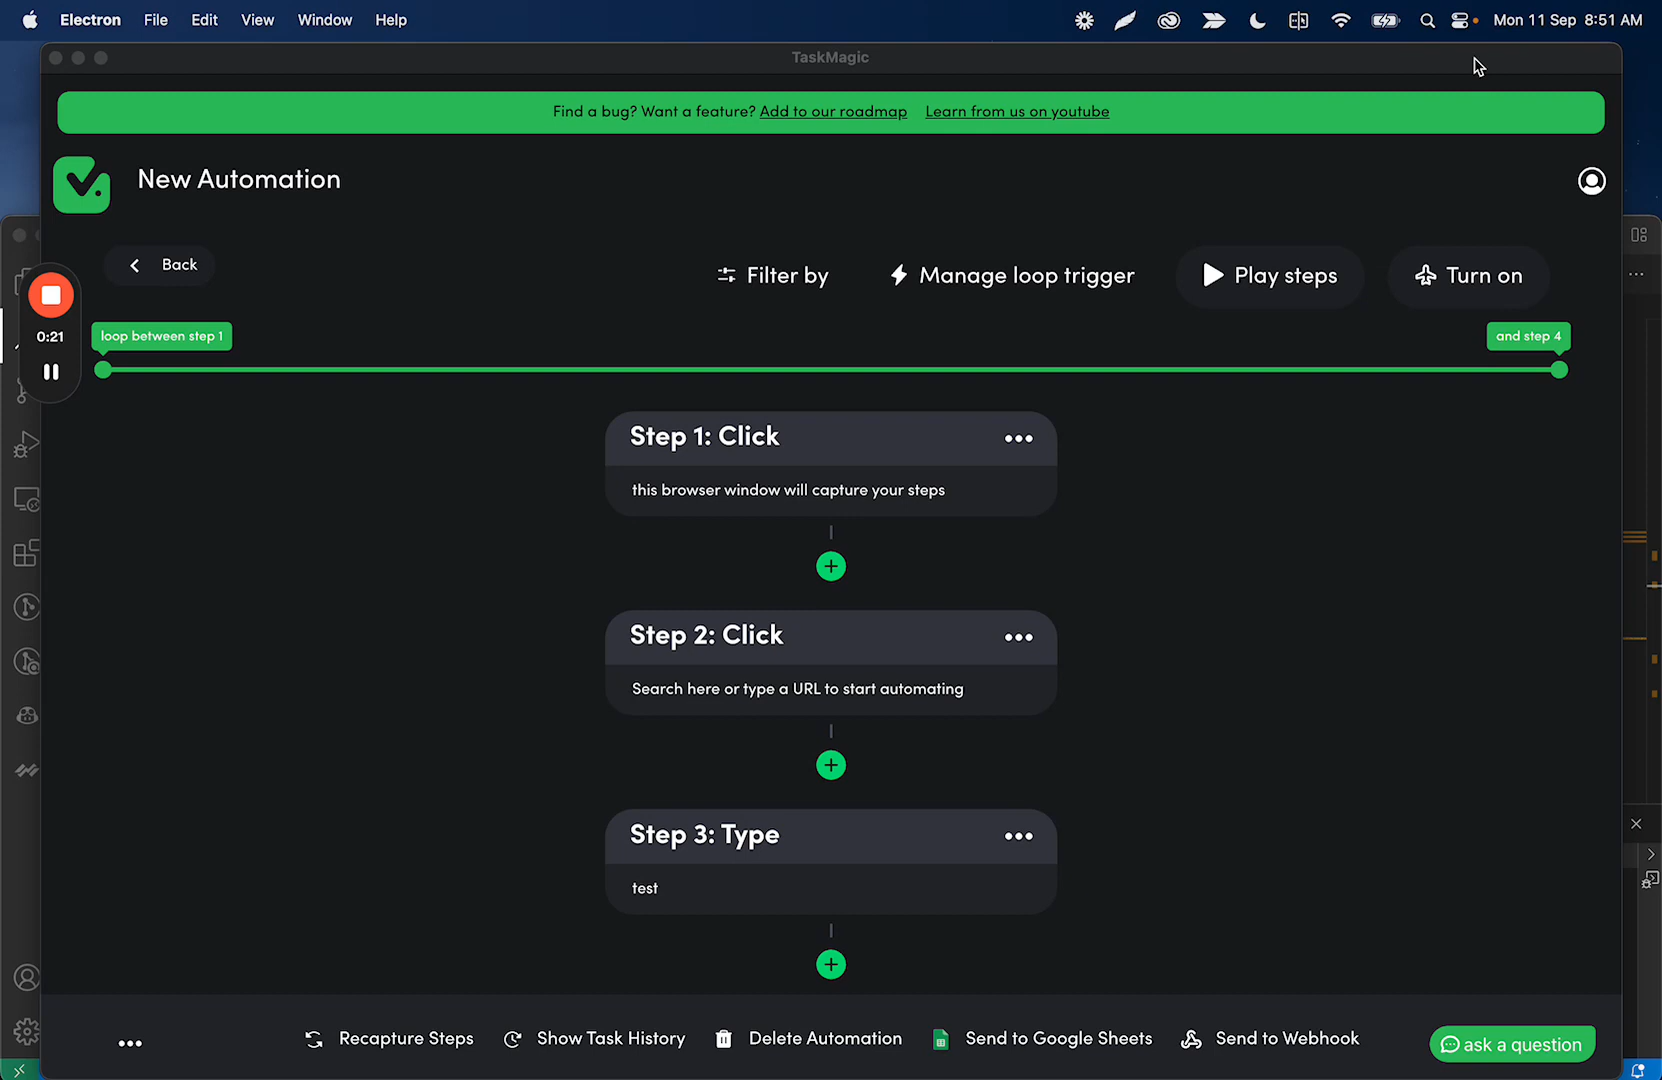 Electron File Edit View Window Help
Mon 11 Sep 8:51 AM
TaskMagic
Find a bug? Want a feature? Add to our roadmap Learn from us on youtube
New Automation
Back
Filter by
Manage loop trigger
Play steps
Turn on
0:21
loop between step 1
and step 4
Step 1: Click
this browser window will capture your steps
Step 2: Click
Search here or type a URL to start automating
Step 3: Type
test
Recapture Steps
Show Task History
Delete Automation
Send to Google Sheets
Send to Webhook
ask a question